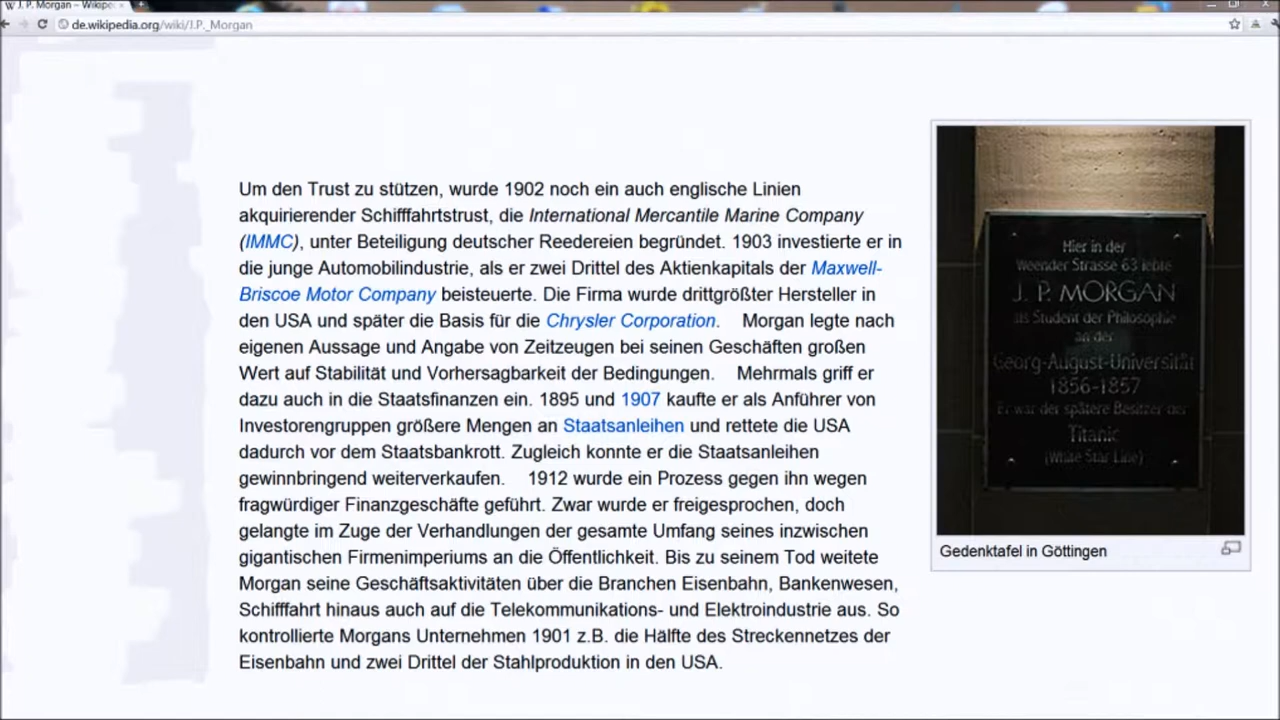 J. P. Morgan – Wikipe
de.wikipedia.org/wiki/J.P._Morgan
Um den Trust zu stützen, wurde 1902 noch ein auch englische Linien
akquirierender Schifffahrtstrust, die International Mercantile Marine Company
(IMMC), unter Beteiligung deutscher Reedereien begründet. 1903 investierte er in
die junge Automobilindustrie, als er zwei Drittel des Aktienkapitals der Maxwell-
Briscoe Motor Company beisteuerte. Die Firma wurde drittgrößter Hersteller in
den USA und später die Basis für die Chrysler Corporation. Morgan legte nach
eigenen Aussage und Angabe von Zeitzeugen bei seinen Geschäften großen
Wert auf Stabilität und Vorhersagbarkeit der Bedingungen. Mehrmals griff er
dazu auch in die Staatsfinanzen ein. 1895 und 1907 kaufte er als Anführer von
Investorengruppen größere Mengen an Staatsanleihen und rettete die USA
dadurch vor dem Staatsbankrott. Zugleich konnte er die Staatsanleihen
gewinnbringend weiterverkaufen. 1912 wurde ein Prozess gegen ihn wegen
fragwürdiger Finanzgeschäfte geführt. Zwar wurde er freigesprochen, doch
gelangte im Zuge der Verhandlungen der gesamte Umfang seines inzwischen
gigantischen Firmenimperiums an die Öffentlichkeit. Bis zu seinem Tod weitete
Morgan seine Geschäftsaktivitäten über die Branchen Eisenbahn, Bankenwesen,
Schifffahrt hinaus auch auf die Telekommunikations- und Elektroindustrie aus. So
kontrollierte Morgans Unternehmen 1901 z.B. die Hälfte des Streckennetzes der
Eisenbahn und zwei Drittel der Stahlproduktion in den USA.
Hier in der
Weender Strasse 63 lebte
J. P. MORGAN
als Student der Philosophie
an der
Georg-August-Universität
1856-1857
Er war der spätere Besitzer der
Titanic
(White Star Line)
Gedenktafel in Göttingen